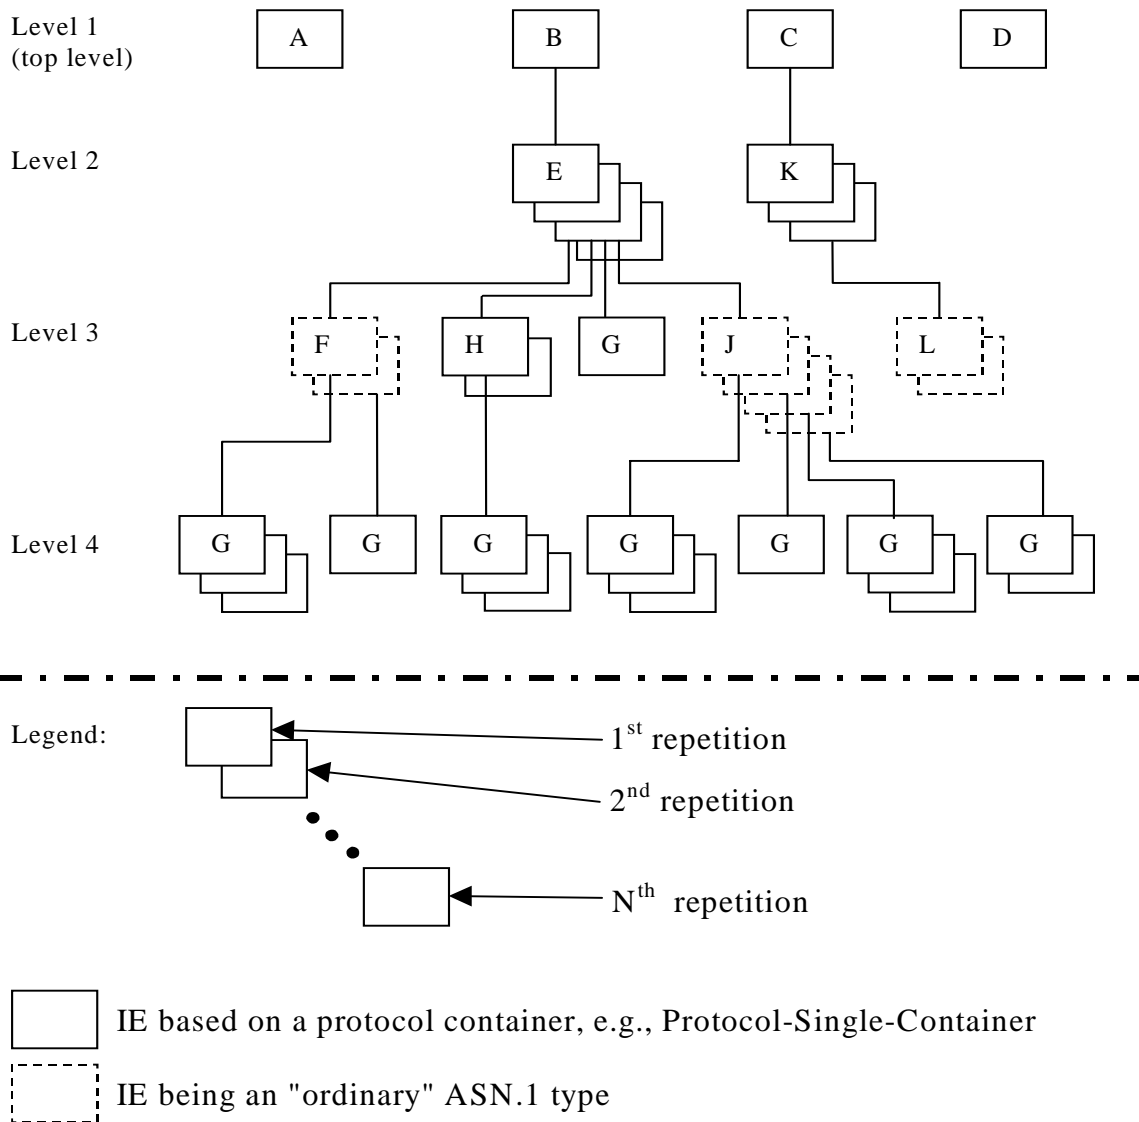 Level 1
(top level)
A
B
C
D
Level 2
E
K
Level 3
F
H
G
J
L
Level 4
G
G
G
G
G
G
G
Legend:
1st repetition
2nd repetition
Nth repetition
IE based on a protocol container, e.g., Protocol-Single-Container
IE being an "ordinary" ASN.1 type